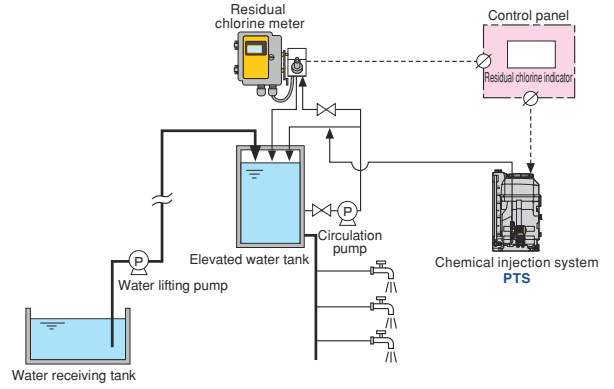 Residual
chlorine meter
Control panel
Residual chlorine indicator
P
Circulation
pump
Elevated water tank
P
Water lifting pump
Chemical injection system
PTS
Water receiving tank